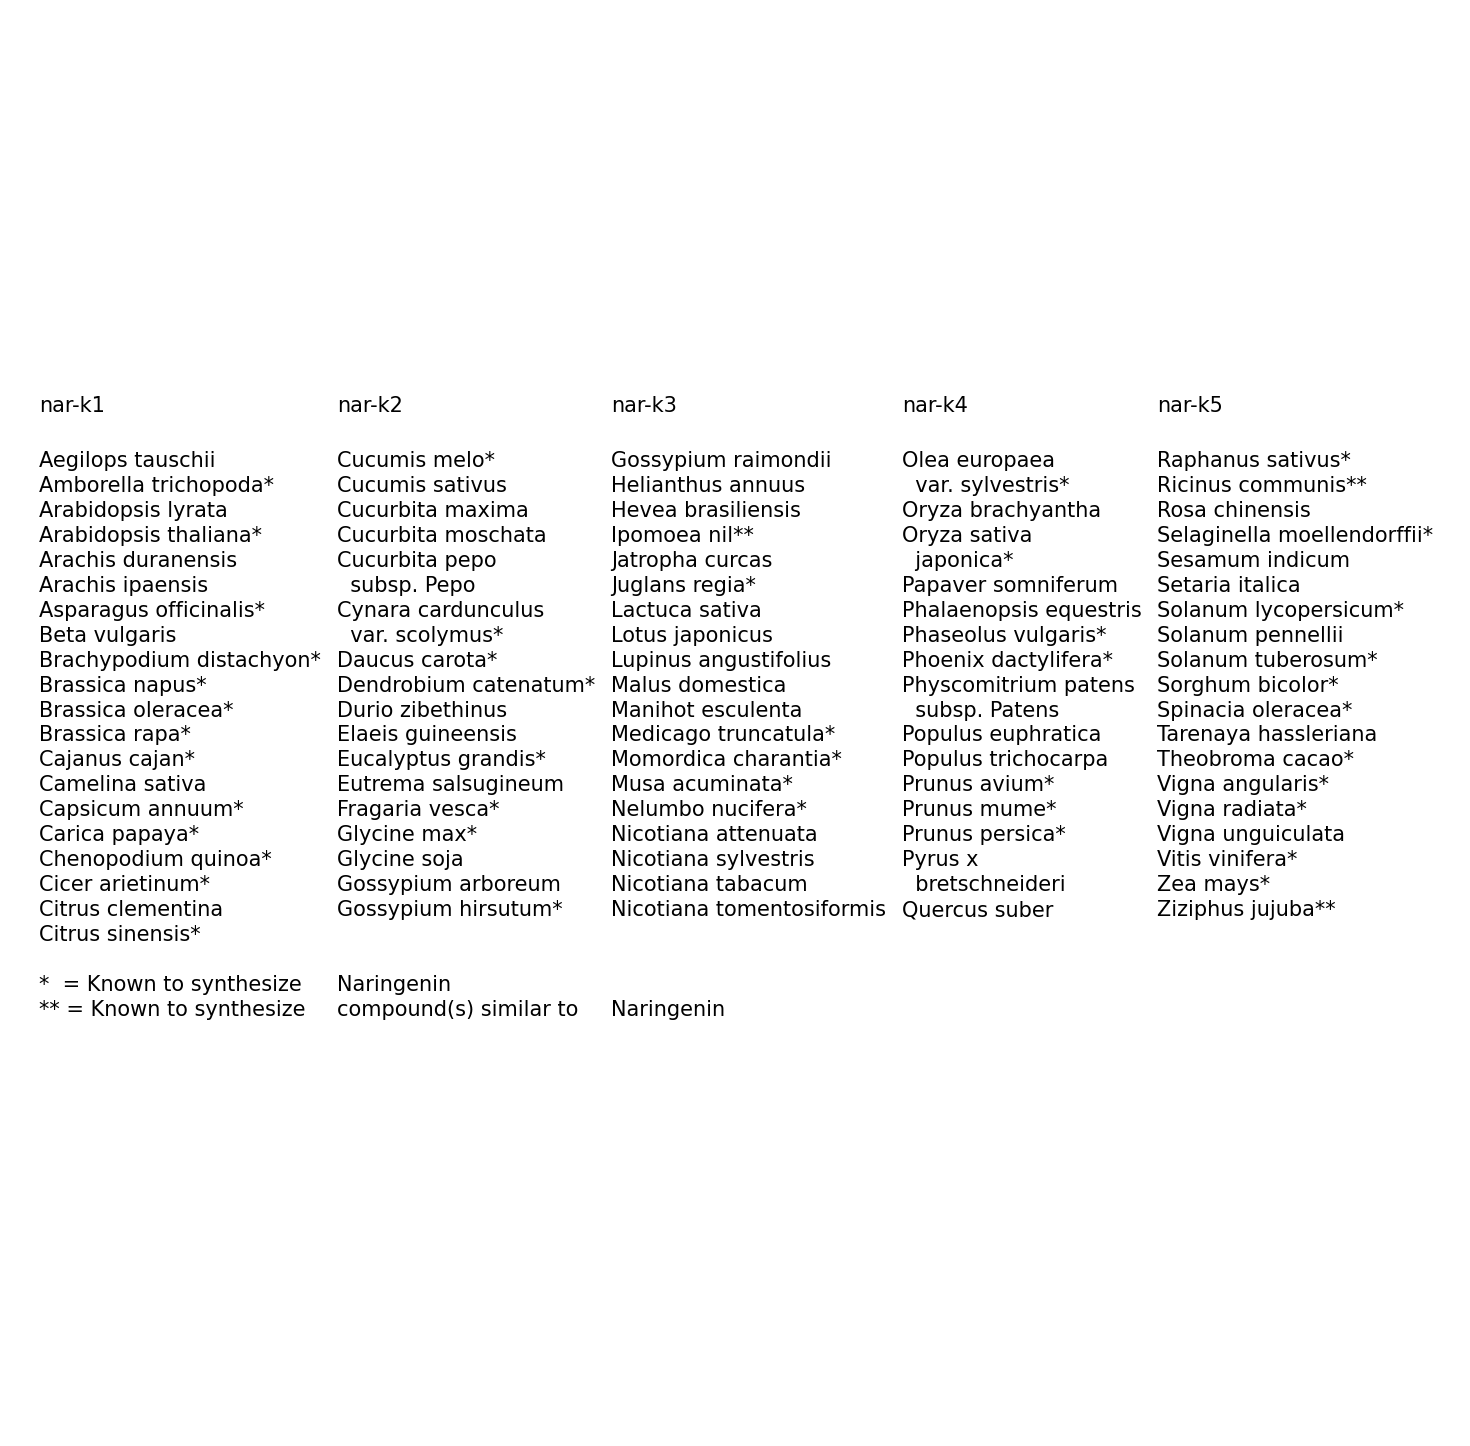 nar-k1
Aegilops tauschii
Amborella trichopoda*
Arabidopsis lyrata
Arabidopsis thaliana*
Arachis duranensis
Arachis ipaensis
Asparagus officinalis*
Beta vulgaris
Brachypodium distachyon*
Brassica napus*
Brassica oleracea*
Brassica rapa*
Cajanus cajan*
Camelina sativa
Capsicum annuum*
Carica papaya*
Chenopodium quinoa*
Cicer arietinum*
Citrus clementina
Citrus sinensis*
nar-k2
Cucumis melo*
Cucumis sativus
Cucurbita maxima
Cucurbita moschata
Cucurbita pepo
subsp. Pepo
Cynara cardunculus
var. scolymus*
Daucus carota*
Dendrobium catenatum*
Durio zibethinus
Elaeis guineensis
Eucalyptus grandis*
Eutrema salsugineum
Fragaria vesca*
Glycine max*
Glycine soja
Gossypium arboreum
Gossypium hirsutum*
nar-k3
Gossypium raimondii
Helianthus annuus
Hevea brasiliensis
Ipomoea nil**
Jatropha curcas
Juglans regia*
Lactuca sativa
Lotus japonicus
Lupinus angustifolius
Malus domestica
Manihot esculenta
Medicago truncatula*
Momordica charantia*
Musa acuminata*
Nelumbo nucifera*
Nicotiana attenuata
Nicotiana sylvestris
Nicotiana tabacum
Nicotiana tomentosiformis
nar-k4
Olea europaea
var. sylvestris*
Oryza brachyantha
Oryza sativa
japonica*
Papaver somniferum
Phalaenopsis equestris
Phaseolus vulgaris*
Phoenix dactylifera*
Physcomitrium patens
subsp. Patens
Populus euphratica
Populus trichocarpa
Prunus avium*
Prunus mume*
Prunus persica*
Pyrus x
bretschneideri
Quercus suber
nar-k5
Raphanus sativus*
Ricinus communis**
Rosa chinensis
Selaginella moellendorffii*
Sesamum indicum
Setaria italica
Solanum lycopersicum*
Solanum pennellii
Solanum tuberosum*
Sorghum bicolor*
Spinacia oleracea*
Tarenaya hassleriana
Theobroma cacao*
Vigna angularis*
Vigna radiata*
Vigna unguiculata
Vitis vinifera*
Zea mays*
Ziziphus jujuba**
* = Known to synthesize Naringenin
** = Known to synthesize compound(s) similar to Naringenin